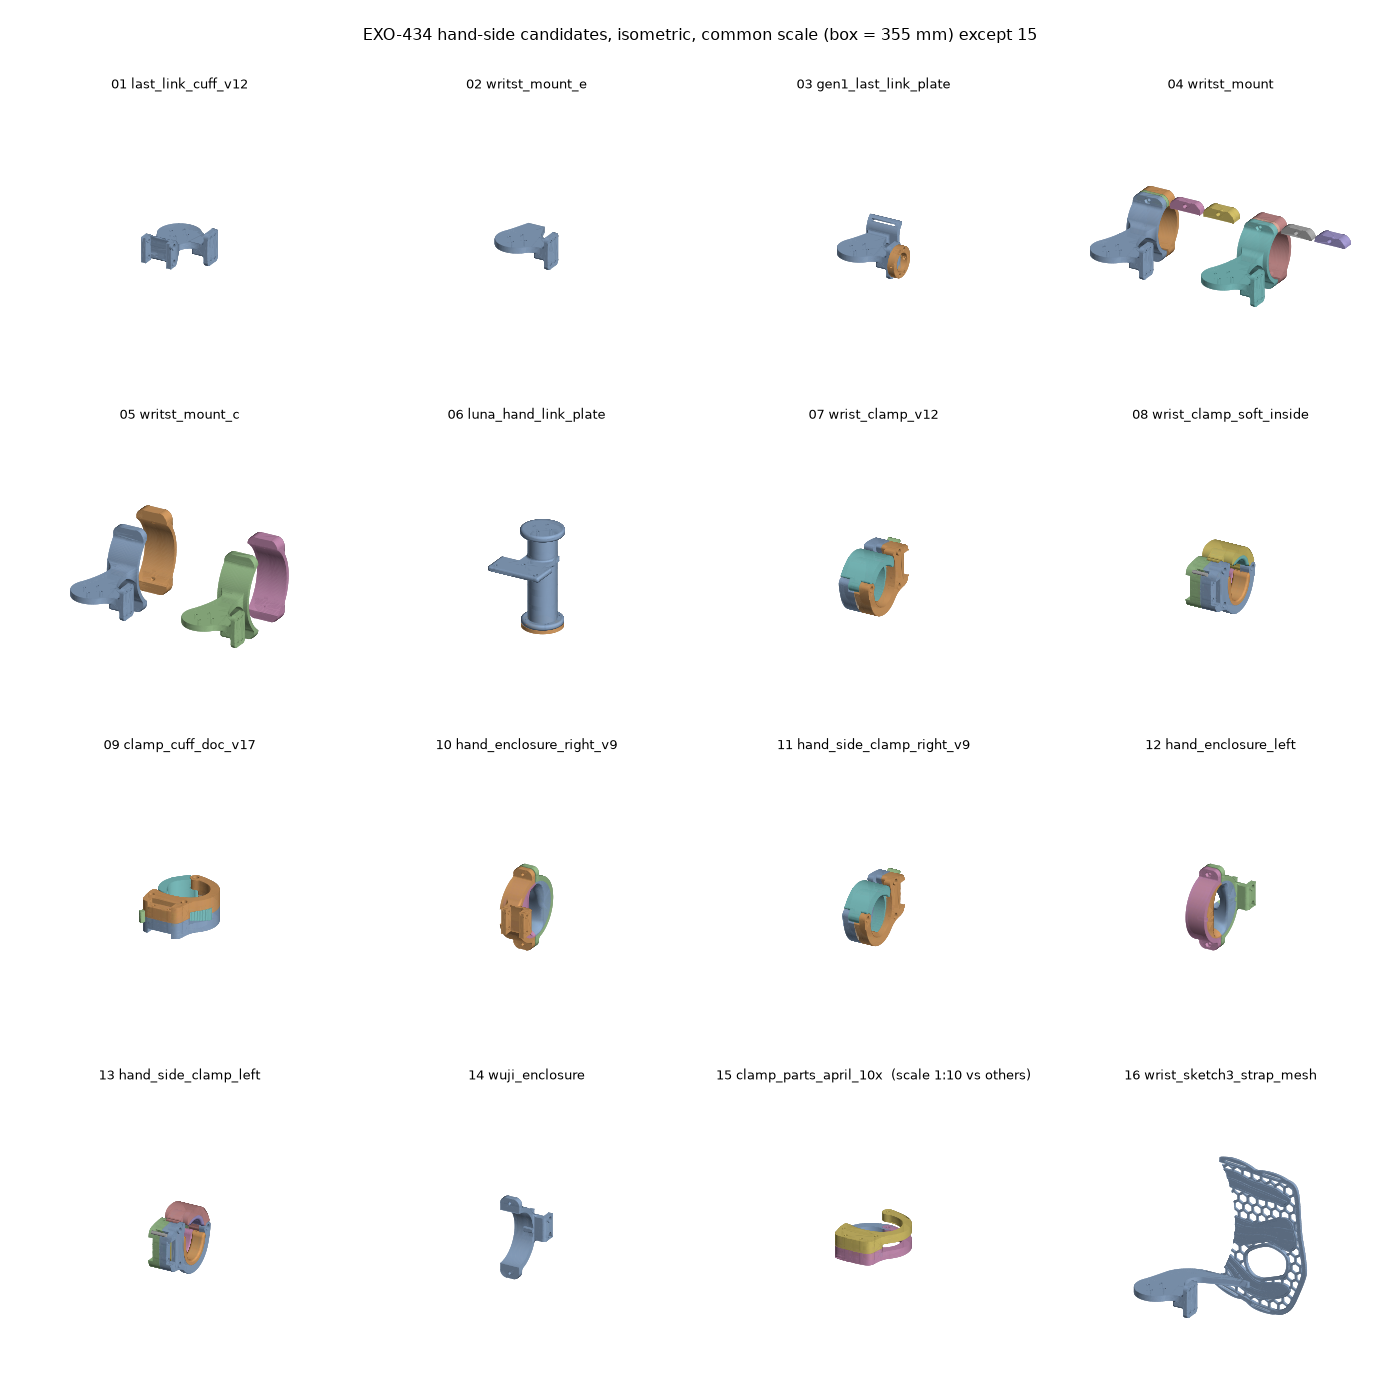 EXO-434 hand-side candidates, isometric, common scale (box = 355 mm) except 15
01 last_link_cuff_v12
02 writst_mount_e
03 gen1_last_link_plate
04 writst_mount
05 writst_mount_c
06 luna_hand_link_plate
07 wrist_clamp_v12
08 wrist_clamp_soft_inside
09 clamp_cuff_doc_v17
10 hand_enclosure_right_v9
11 hand_side_clamp_right_v9
12 hand_enclosure_left
13 hand_side_clamp_left
14 wuji_enclosure
15 clamp_parts_april_10x  (scale 1:10 vs others)
16 wrist_sketch3_strap_mesh